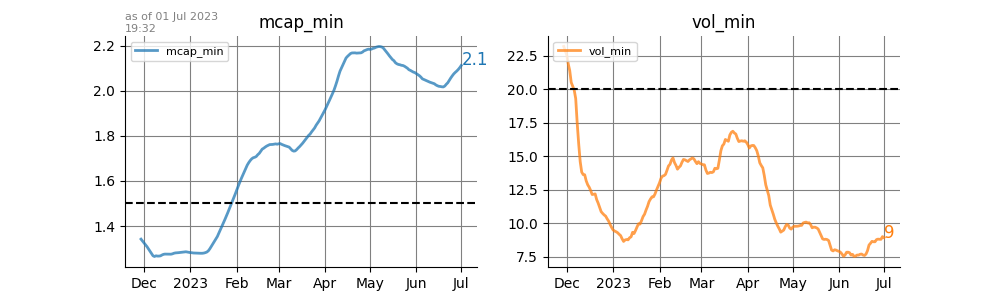 as of 01 Jul 2023
19:32
mcap_min
mcap_min
2.1
2.2
2.0
1.8
1.6
1.4
Dec 2023 Feb Mar Apr May Jun Jul
vol_min
vol_min
9
22.5
20.0
17.5
15.0
12.5
10.0
7.5
Dec 2023 Feb Mar Apr May Jun Jul